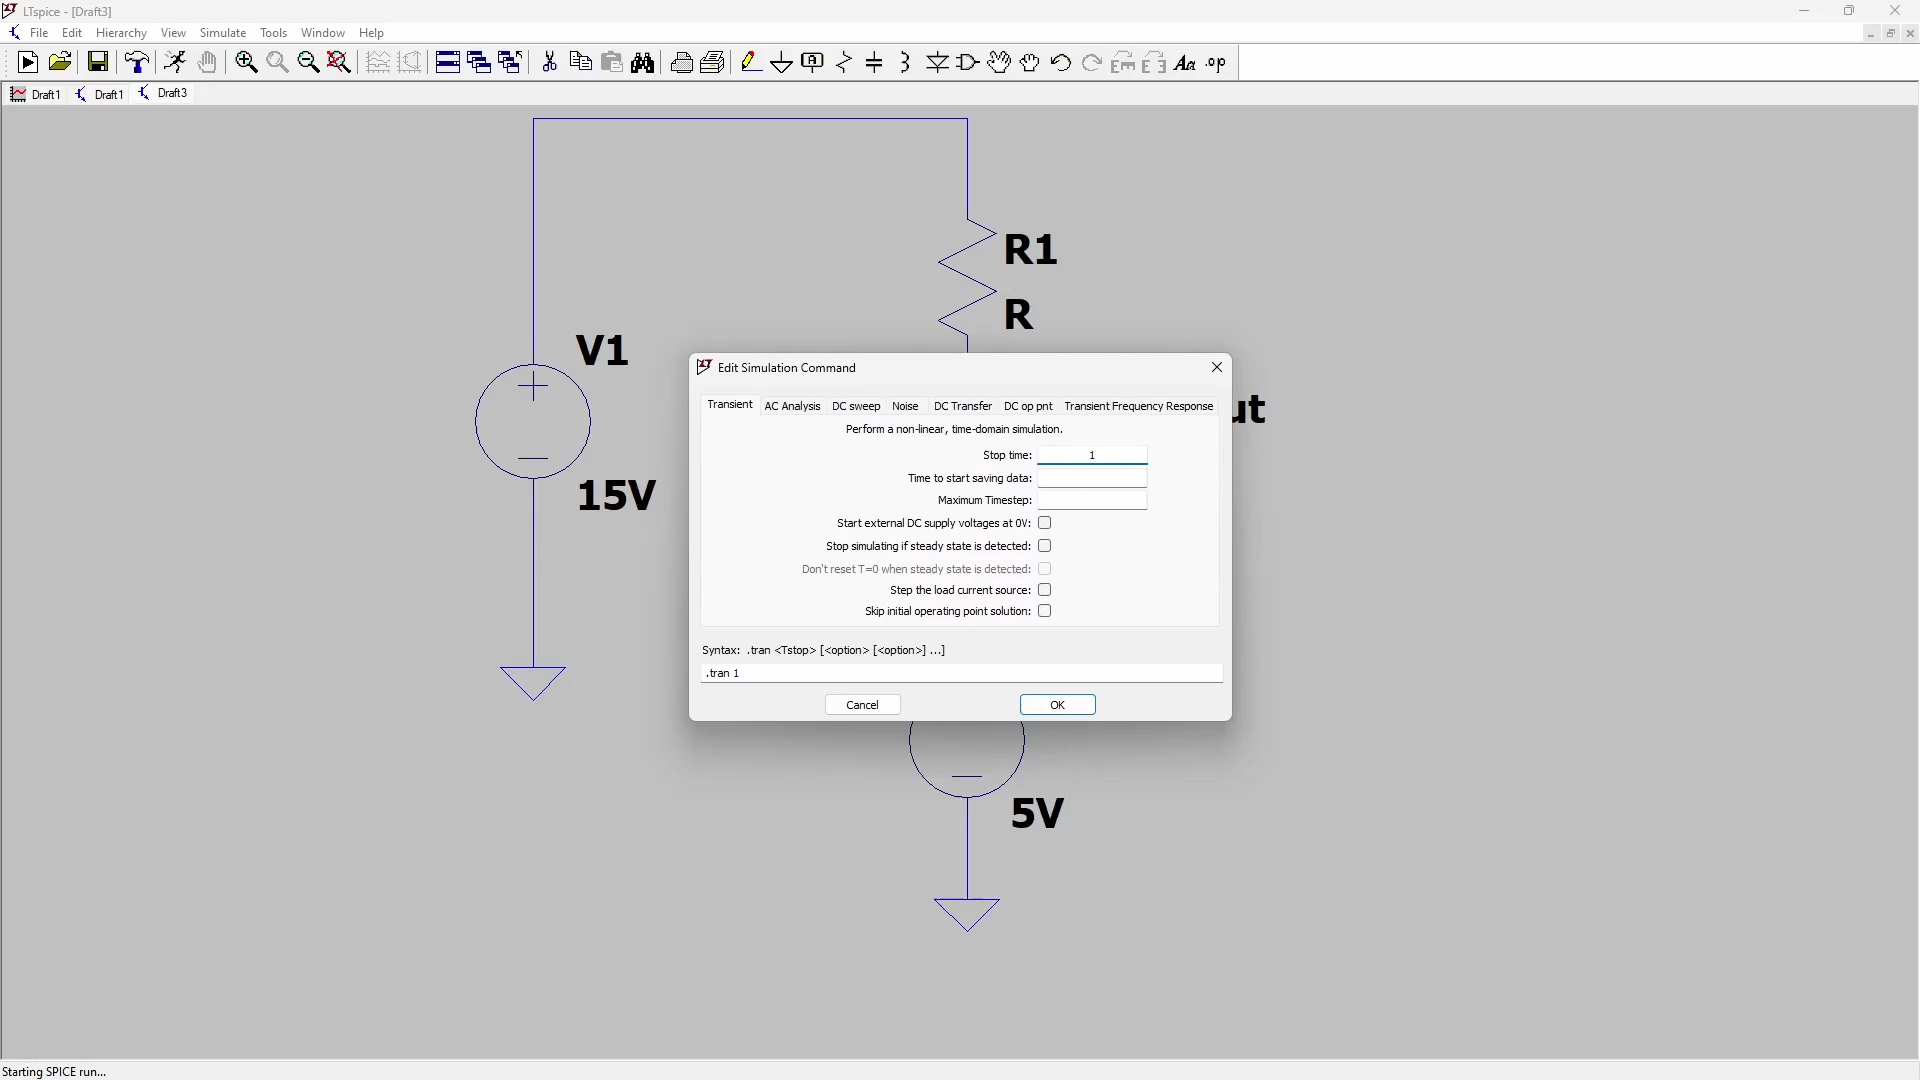 LTspice - [Draft3]
File Edit Hierarchy View Simulate Tools Window Help
Aa .op
Draft1 Draft1 Draft3
R1
R
V1
15V
ut
5V
Edit Simulation Command
Transient AC Analysis DC sweep Noise DC Transfer DC op pnt Transient Frequency Response
Perform a non-linear, time-domain simulation.
Stop time: 1
Time to start saving data:
Maximum Timestep:
Start external DC supply voltages at 0V:
Stop simulating if steady state is detected:
Don't reset T=0 when steady state is detected:
Step the load current source:
Skip initial operating point solution:
Syntax: .tran <Tstop> [<option> [<option>] ...]
.tran 1
Cancel OK
Starting SPICE run...